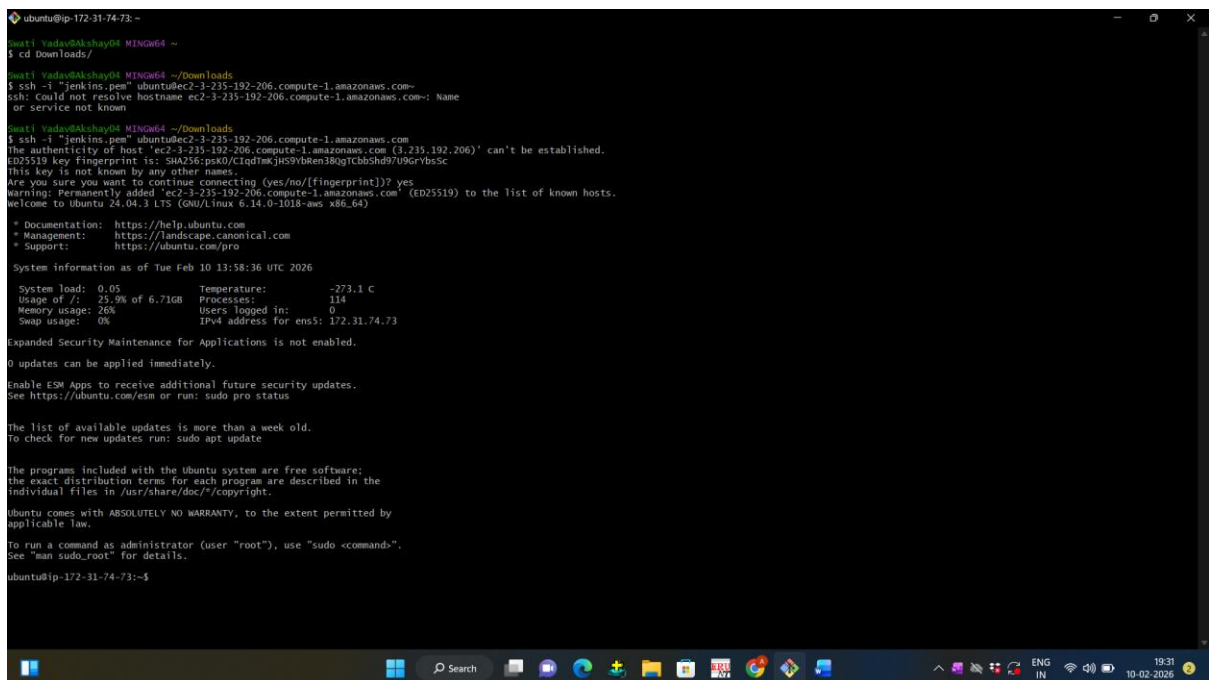 ubuntu@ip-172-31-74-73: ~
Swati Yadav@Akshay04 MINGW64 ~
$ cd Downloads/
Swati Yadav@Akshay04 MINGW64 ~/Downloads
$ ssh -i "jenkins.pem" ubuntu@ec2-3-235-192-206.compute-1.amazonaws.com~
ssh: Could not resolve hostname ec2-3-235-192-206.compute-1.amazonaws.com~: Name
or service not known
Swati Yadav@Akshay04 MINGW64 ~/Downloads
$ ssh -i "jenkins.pem" ubuntu@ec2-3-235-192-206.compute-1.amazonaws.com
The authenticity of host 'ec2-3-235-192-206.compute-1.amazonaws.com (3.235.192.206)' can't be established.
ED25519 key fingerprint is: SHA256:psKO/CIqdTmKjHS9YbRen38QgTCbbShd97U9GrYbsSc
This key is not known by any other names.
Are you sure you want to continue connecting (yes/no/[fingerprint])? yes
Warning: Permanently added 'ec2-3-235-192-206.compute-1.amazonaws.com' (ED25519) to the list of known hosts.
Welcome to Ubuntu 24.04.3 LTS (GNU/Linux 6.14.0-1018-aws x86_64)
* Documentation: https://help.ubuntu.com
* Management: https://landscape.canonical.com
* Support: https://ubuntu.com/pro
System information as of Tue Feb 10 13:58:36 UTC 2026
System load: 0.05 Temperature: -273.1 C
Usage of /: 25.9% of 6.71GB Processes: 114
Memory usage: 26% Users logged in: 0
Swap usage: 0% IPv4 address for ens5: 172.31.74.73
Expanded Security Maintenance for Applications is not enabled.
0 updates can be applied immediately.
Enable ESM Apps to receive additional future security updates.
See https://ubuntu.com/esm or run: sudo pro status
The list of available updates is more than a week old.
To check for new updates run: sudo apt update
The programs included with the Ubuntu system are free software;
the exact distribution terms for each program are described in the
individual files in /usr/share/doc/*/copyright.
Ubuntu comes with ABSOLUTELY NO WARRANTY, to the extent permitted by
applicable law.
To run a command as administrator (user "root"), use "sudo <command>".
See "man sudo_root" for details.
ubuntu@ip-172-31-74-73:~$
Search
ENG
IN
19:31
10-02-2026
2